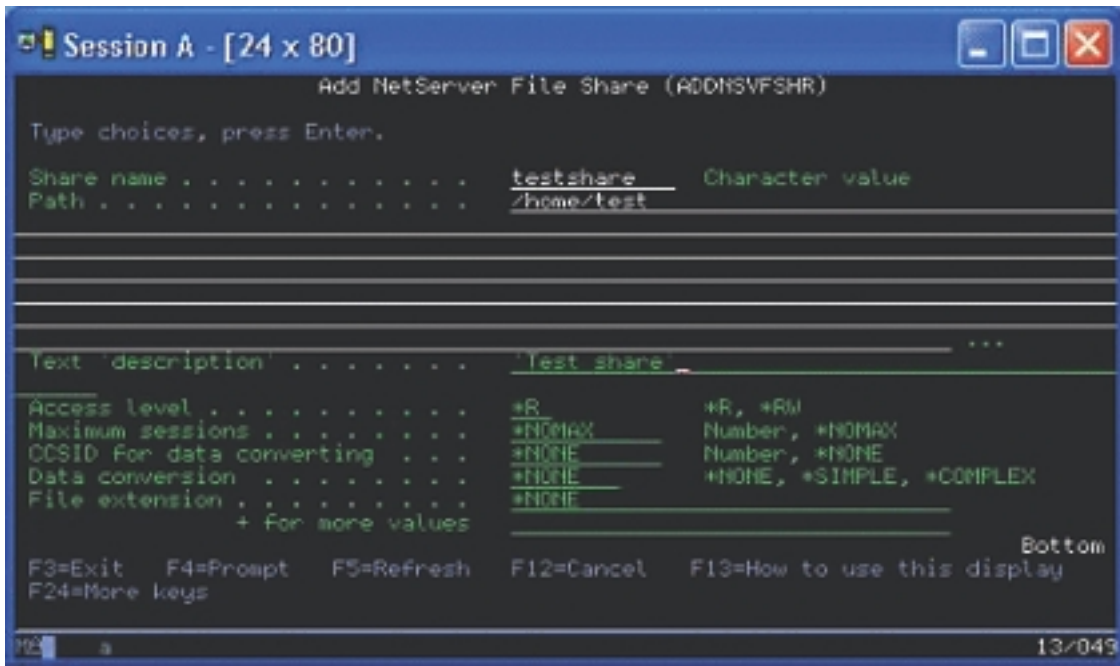 Session A - [24 x 80]
Add NetServer File Share (ADDNSVFSHR)
Type choices, press Enter.
Share name . . . . . . . . . . . testshare Character value
Path . . . . . . . . . . . . . . /home/test
...
Text 'description' . . . . . . . 'Test share'
Access level . . . . . . . . . . *R *R, *RW
Maximum sessions . . . . . . . . *NOMAX Number, *NOMAX
CCSID for data converting . . . *NONE Number, *NONE
Data conversion . . . . . . . . *NONE *NONE, *SIMPLE, *COMPLEX
File extension . . . . . . . . . *NONE
+ for more values
Bottom
F3=Exit F4=Prompt F5=Refresh F12=Cancel F13=How to use this display
F24=More keys
a 13/049